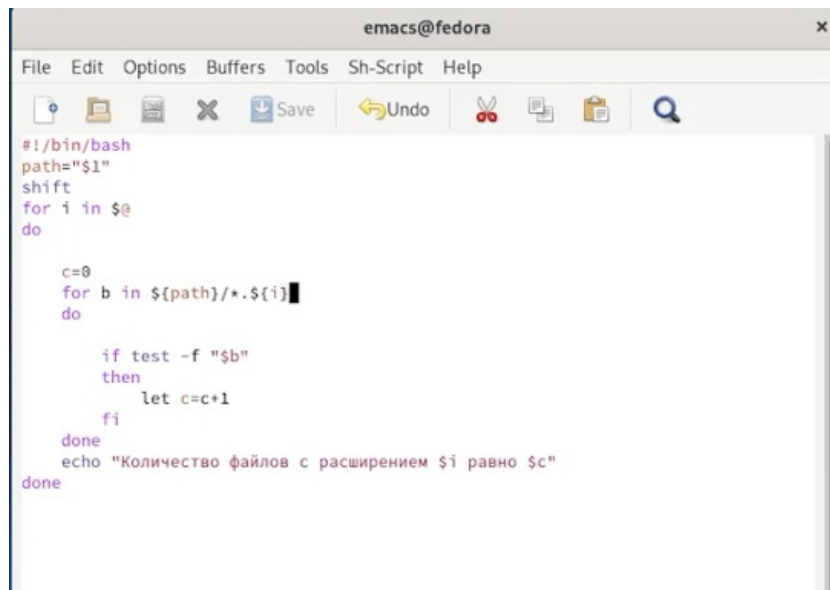 emacs@fedora ×
File Edit Options Buffers Tools Sh-Script Help
Save Undo
#!/bin/bash
path="$1"
shift
for i in $@
do
c=0
for b in ${path}/*.${i}
do
if test -f "$b"
then
let c=c+1
fi
done
echo "Количество файлов с расширением $i равно $c"
done